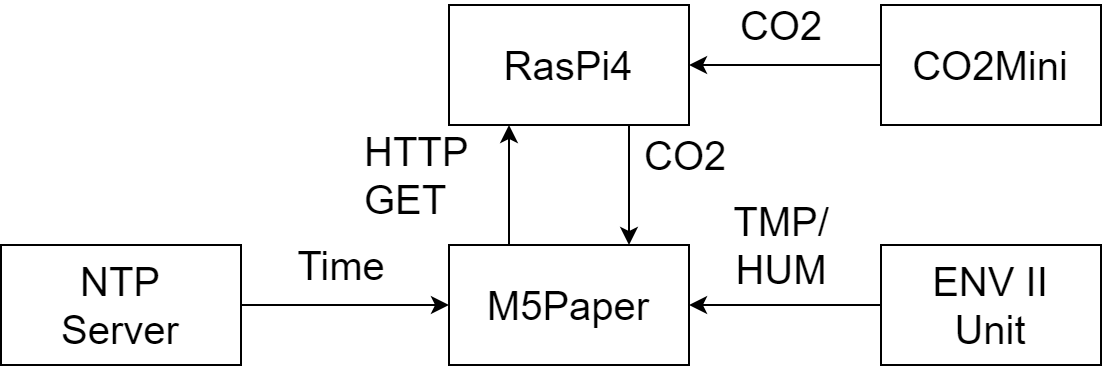 CO2
RasPi4
CO2Mini
HTTP
GET
CO2
TMP/
HUM
Time
NTP
Server
M5Paper
ENV II
Unit